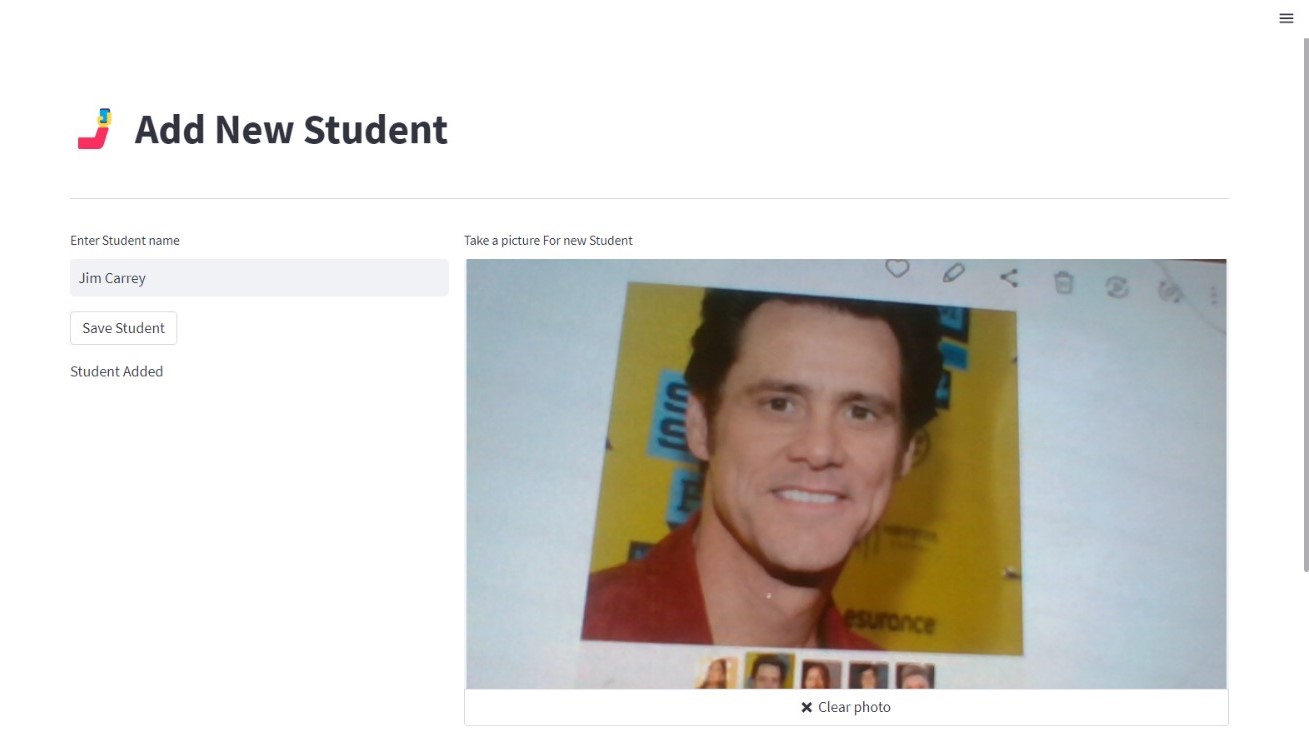 Add New Student
Enter Student name
Take a picture For new Student
Jim Carrey
Save Student
Student Added
esurance
Clear photo